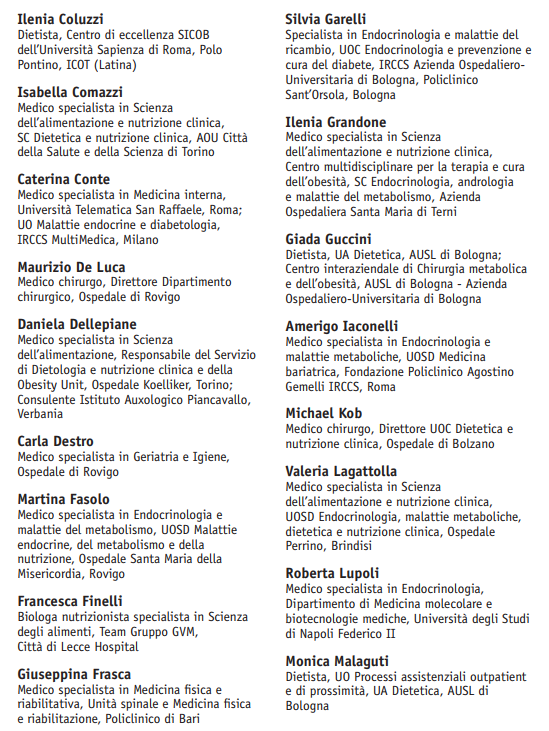 Ilenia Coluzzi
Dietista, Centro di eccellenza SICOB
dell'Università Sapienza di Roma, Polo
Pontino, ICOT (Latina)
Isabella Comazzi
Medico specialista in Scienza
dell'alimentazione e nutrizione clinica,
SC Dietetica e nutrizione clinica, AOU Città
della Salute e della Scienza di Torino
Caterina Conte
Medico specialista in Medicina interna,
Università Telematica San Raffaele, Roma;
UO Malattie endocrine e diabetologia,
IRCCS MultiMedica, Milano
Maurizio De Luca
Medico chirurgo, Direttore Dipartimento
chirurgico, Ospedale di Rovigo
Daniela Dellepiane
Medico specialista in Scienza
dell'alimentazione, Responsabile del Servizio
di Dietologia e nutrizione clinica e della
Obesity Unit, Ospedale Koelliker, Torino;
Consulente Istituto Auxologico Piancavallo,
Verbania
Carla Destro
Medico specialista in Geriatria e Igiene,
Ospedale di Rovigo
Martina Fasolo
Medico specialista in Endocrinologia e
malattie del metabolismo, UOSD Malattie
endocrine, del metabolismo e della
nutrizione, Ospedale Santa Maria della
Misericordia, Rovigo
Francesca Finelli
Biologa nutrizionista specialista in Scienza
degli alimenti, Team Gruppo GVM,
Città di Lecce Hospital
Giuseppina Frasca
Medico specialista in Medicina fisica e
riabilitativa, Unità spinale e Medicina fisica
e riabilitazione, Policlinico di Bari
Silvia Garelli
Specialista in Endocrinologia e malattie del
ricambio, UOC Endocrinologia e prevenzione e
cura del diabete, IRCCS Azienda Ospedaliero-
Universitaria di Bologna, Policlinico
Sant'Orsola, Bologna
Ilenia Grandone
Medico specialista in Scienza
dell'alimentazione e nutrizione clinica,
Centro multidisciplinare per la terapia e cura
dell'obesità, SC Endocrinologia, andrologia
e malattie del metabolismo, Azienda
Ospedaliera Santa Maria di Terni
Giada Guccini
Dietista, UA Dietetica, AUSL di Bologna;
Centro interaziendale di Chirurgia metabolica
e dell'obesità, AUSL di Bologna - Azienda
Ospedaliero-Universitaria di Bologna
Amerigo Iaconelli
Medico specialista in Endocrinologia e
malattie metaboliche, UOSD Medicina
bariatrica, Fondazione Policlinico Agostino
Gemelli IRCCS, Roma
Michael Kob
Medico chirurgo, Direttore UOC Dietetica e
nutrizione clinica, Ospedale di Bolzano
Valeria Lagattolla
Medico specialista in Scienza
dell'alimentazione e nutrizione clinica,
UOSD Endocrinologia, malattie metaboliche,
dietetica e nutrizione clinica, Ospedale
Perrino, Brindisi
Roberta Lupoli
Medico specialista in Endocrinologia,
Dipartimento di Medicina molecolare e
biotecnologie mediche, Università degli Studi
di Napoli Federico II
Monica Malaguti
Dietista, UO Processi assistenziali outpatient
e di prossimità, UA Dietetica, AUSL di
Bologna